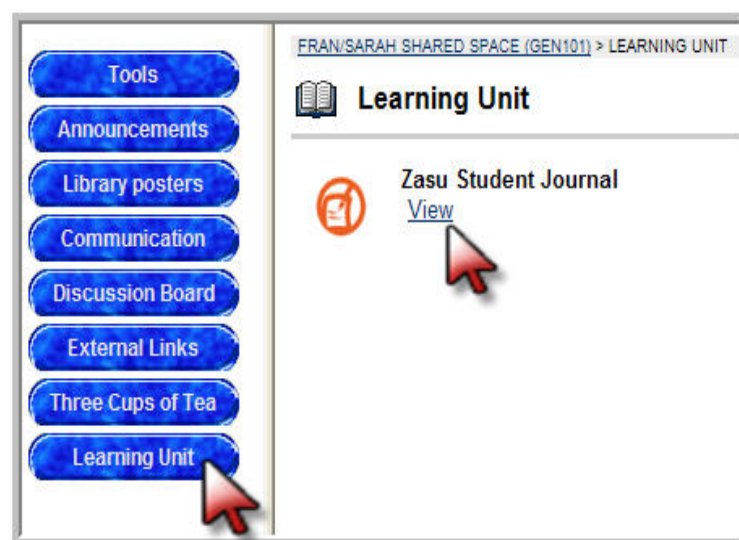 Tools
Announcements
Library posters
Communication
Discussion Board
External Links
Three Cups of Tea
Learning Unit
FRAN/SARAH SHARED SPACE (GEN101) > LEARNING UNIT
Learning Unit
Zasu Student Journal
View